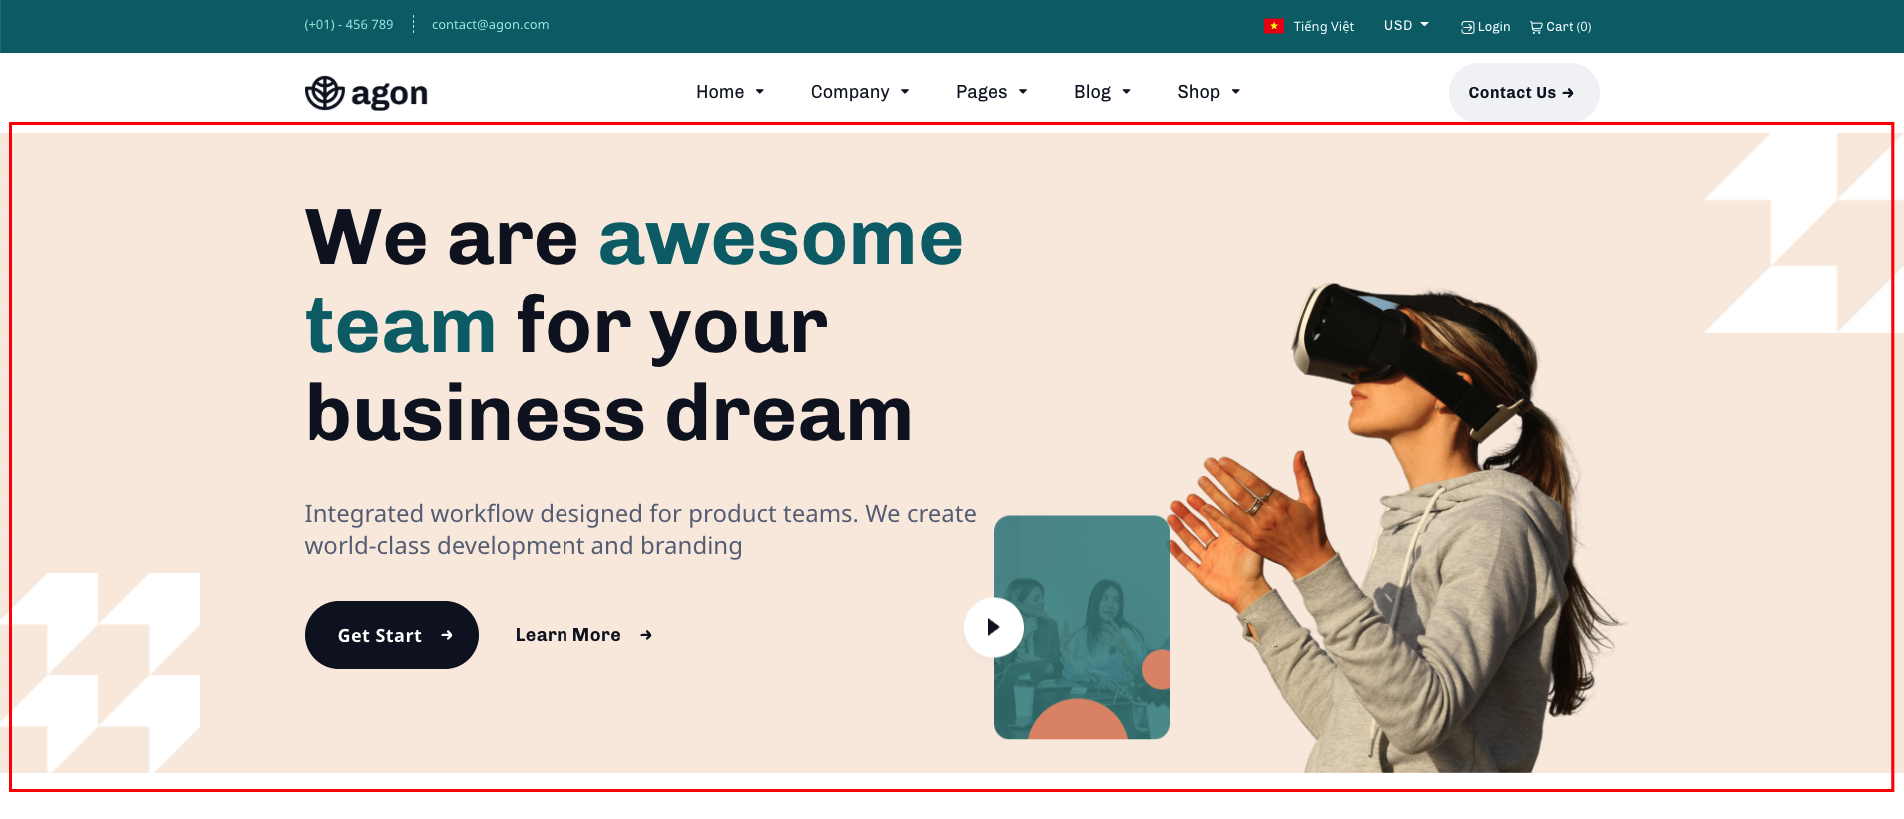 (+01) - 456 789
contact@agon.com
Tiếng Việt
USD
Login
Cart (0)
agon
Home
Company
Pages
Blog
Shop
Contact Us →
We are awesome
team for your
business dream
Integrated workflow designed for product teams. We create
world-class development and branding
Get Start →
Learn More →